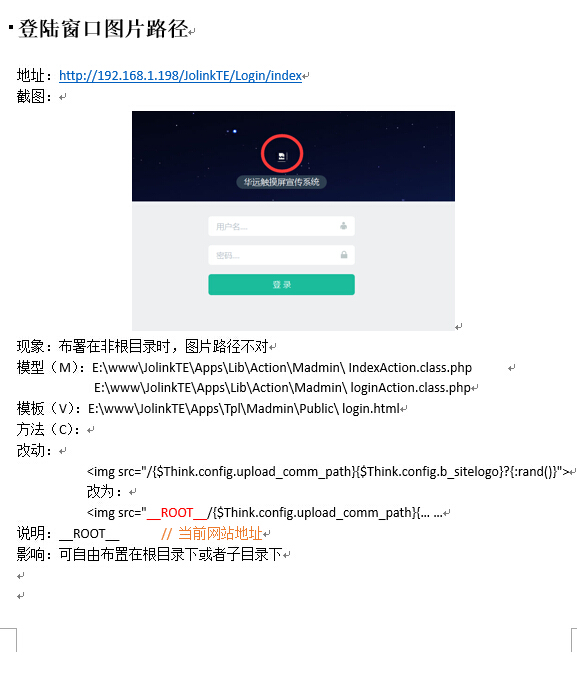 登陆窗口图片路径
地址：http://192.168.1.198/JolinkTE/Login/index
截图：
华远触摸屏宣传系统
用户名...
密码...
登 录
现象：布署在非根目录时，图片路径不对
模型（M）：E:\www\JolinkTE\Apps\Lib\Action\Madmin\ IndexAction.class.php
E:\www\JolinkTE\Apps\Lib\Action\Madmin\ loginAction.class.php
模板（V）：E:\www\JolinkTE\Apps\Tpl\Madmin\Public\ login.html
方法（C）：
改动：
<img src="/{$Think.config.upload_comm_path}{$Think.config.b_sitelogo}?{:rand()}">
改为：
<img src="__ROOT__/{$Think.config.upload_comm_path}{... ...
说明：__ROOT__ // 当前网站地址
影响：可自由布置在根目录下或者子目录下